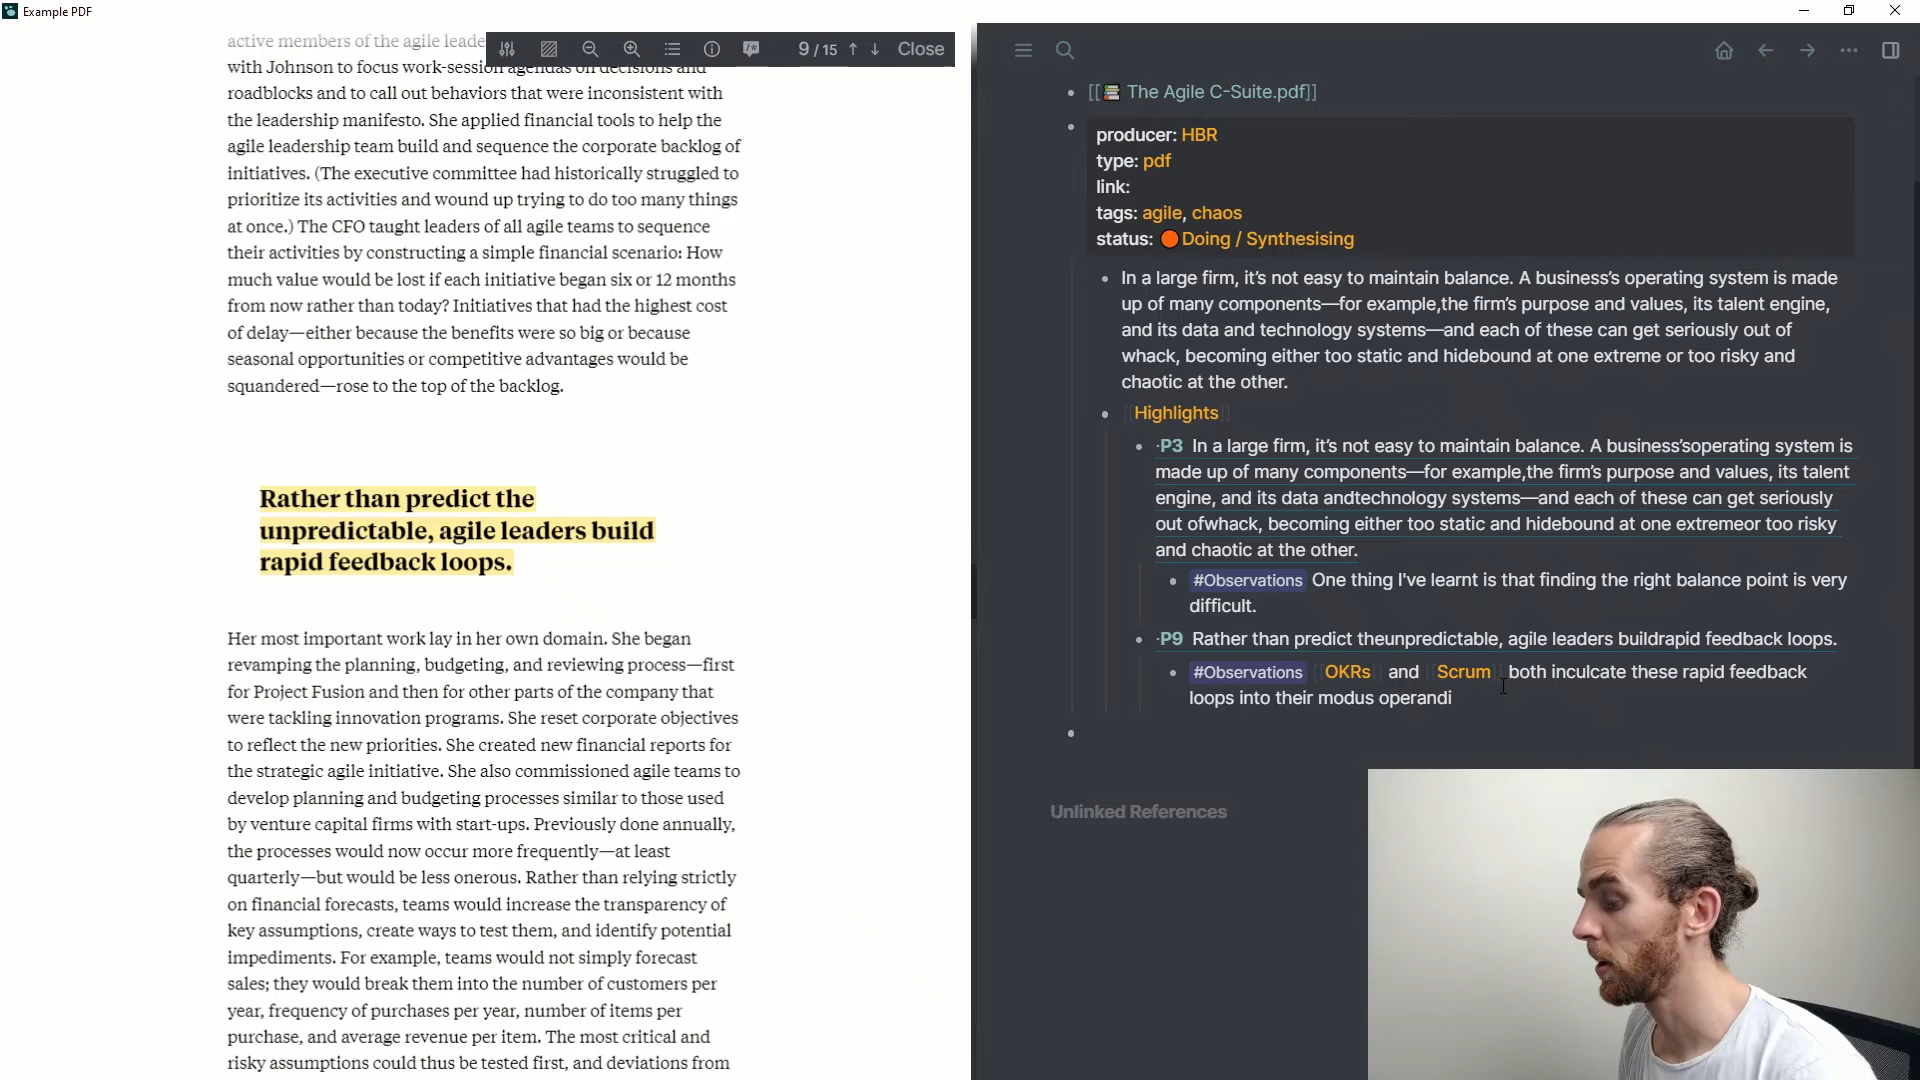 Example PDF
active members of the agile leade
with Johnson to focus work-session agendas on decisions and
roadblocks and to call out behaviors that were inconsistent with
the leadership manifesto. She applied financial tools to help the
agile leadership team build and sequence the corporate backlog of
initiatives. (The executive committee had historically struggled to
prioritize its activities and wound up trying to do too many things
at once.) The CFO taught leaders of all agile teams to sequence
their activities by constructing a simple financial scenario: How
much value would be lost if each initiative began six or 12 months
from now rather than today? Initiatives that had the highest cost
of delay—either because the benefits were so big or because
seasonal opportunities or competitive advantages would be
squandered—rose to the top of the backlog.
Rather than predict the
unpredictable, agile leaders build
rapid feedback loops.
Her most important work lay in her own domain. She began
revamping the planning, budgeting, and reviewing process—first
for Project Fusion and then for other parts of the company that
were tackling innovation programs. She reset corporate objectives
to reflect the new priorities. She created new financial reports for
the strategic agile initiative. She also commissioned agile teams to
develop planning and budgeting processes similar to those used
by venture capital firms with start-ups. Previously done annually,
the processes would now occur more frequently—at least
quarterly—but would be less onerous. Rather than relying strictly
on financial forecasts, teams would increase the transparency of
key assumptions, create ways to test them, and identify potential
impediments. For example, teams would not simply forecast
sales; they would break them into the number of customers per
year, frequency of purchases per year, number of items per
purchase, and average revenue per item. The most critical and
risky assumptions could thus be tested first, and deviations from
9 / 15 ↑ ↓ Close
[[📚 The Agile C-Suite.pdf]]
producer: HBR
type: pdf
link:
tags: agile, chaos
status: 🟠Doing / Synthesising
In a large firm, it’s not easy to maintain balance. A business’s operating system is made
up of many components—for example,the firm’s purpose and values, its talent engine,
and its data and technology systems—and each of these can get seriously out of
whack, becoming either too static and hidebound at one extreme or too risky and
chaotic at the other.
[[Highlights]]
·P3 In a large firm, it’s not easy to maintain balance. A business’soperating system is
made up of many components—for example,the firm’s purpose and values, its talent
engine, and its data andtechnology systems—and each of these can get seriously
out ofwhack, becoming either too static and hidebound at one extremeor too risky
and chaotic at the other.
#Observations One thing I've learnt is that finding the right balance point is very
difficult.
·P9 Rather than predict theunpredictable, agile leaders buildrapid feedback loops.
#Observations [[OKRs]] and [[Scrum]] both inculcate these rapid feedback
loops into their modus operandi
Unlinked References